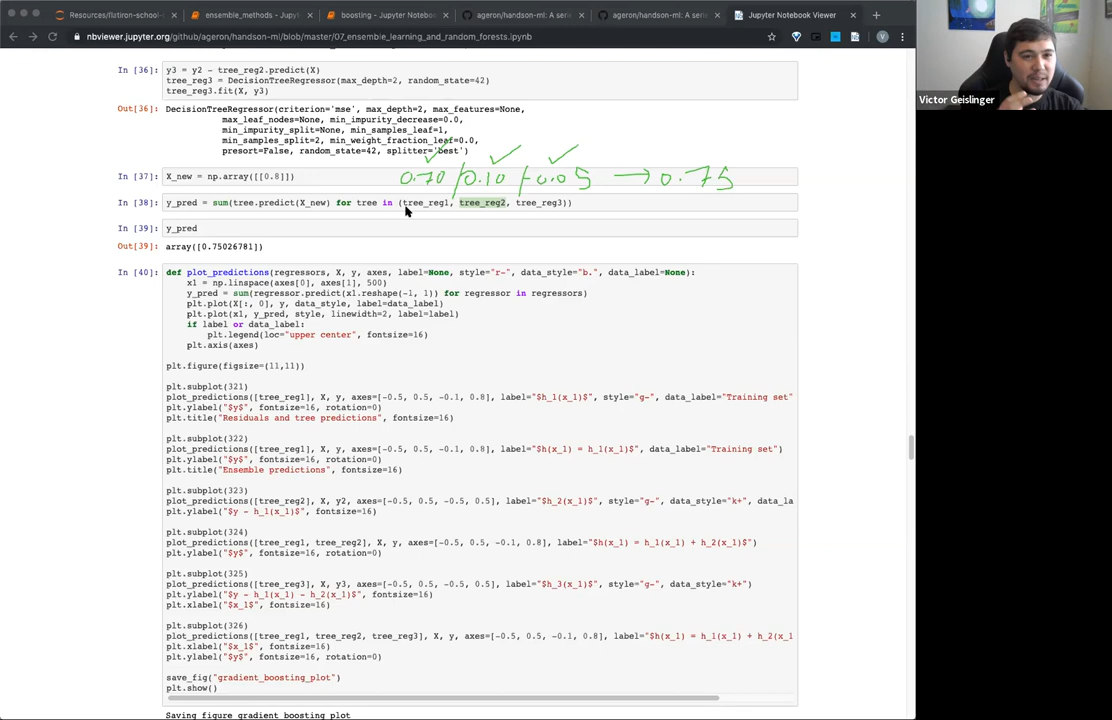 Resources/flatiron-school-
ensemble_methods - Jupyt
boosting - Jupyter Notebook
ageron/handson-ml: A serie
ageron/handson-ml: A serie
Jupyter Notebook Viewer
nbviewer.jupyter.org/github/ageron/handson-ml/blob/master/07_ensemble_learning_and_random_forests.ipynb
V
Victor Geislinger
In [36]: y3 = y2 - tree_reg2.predict(X)
tree_reg3 = DecisionTreeRegressor(max_depth=2, random_state=42)
tree_reg3.fit(X, y3)
Out[36]: DecisionTreeRegressor(criterion='mse', max_depth=2, max_features=None,
max_leaf_nodes=None, min_impurity_decrease=0.0,
min_impurity_split=None, min_samples_leaf=1,
min_samples_split=2, min_weight_fraction_leaf=0.0,
presort=False, random_state=42, splitter='best')
In [37]: X_new = np.array([[0.8]])
0.70 / 0.10 + -0.05 → 0.75
In [38]: y_pred = sum(tree.predict(X_new) for tree in (tree_reg1, tree_reg2, tree_reg3))
In [39]: y_pred
Out[39]: array([0.75026781])
In [40]: def plot_predictions(regressors, X, y, axes, label=None, style="r-", data_style="b.", data_label=None):
x1 = np.linspace(axes[0], axes[1], 500)
y_pred = sum(regressor.predict(x1.reshape(-1, 1)) for regressor in regressors)
plt.plot(X[:, 0], y, data_style, label=data_label)
plt.plot(x1, y_pred, style, linewidth=2, label=label)
if label or data_label:
plt.legend(loc="upper center", fontsize=16)
plt.axis(axes)
plt.figure(figsize=(11,11))
plt.subplot(321)
plot_predictions([tree_reg1], X, y, axes=[-0.5, 0.5, -0.1, 0.8], label="$h_1(x_1)$", style="g-", data_label="Training set"
plt.ylabel("$y$", fontsize=16, rotation=0)
plt.title("Residuals and tree predictions", fontsize=16)
plt.subplot(322)
plot_predictions([tree_reg1], X, y, axes=[-0.5, 0.5, -0.1, 0.8], label="$h(x_1) = h_1(x_1)$", data_label="Training set")
plt.ylabel("$y$", fontsize=16, rotation=0)
plt.title("Ensemble predictions", fontsize=16)
plt.subplot(323)
plot_predictions([tree_reg2], X, y2, axes=[-0.5, 0.5, -0.5, 0.5], label="$h_2(x_1)$", style="g-", data_style="k+", data_la
plt.ylabel("$y - h_1(x_1)$", fontsize=16)
plt.subplot(324)
plot_predictions([tree_reg1, tree_reg2], X, y, axes=[-0.5, 0.5, -0.1, 0.8], label="$h(x_1) = h_1(x_1) + h_2(x_1)$")
plt.ylabel("$y$", fontsize=16, rotation=0)
plt.subplot(325)
plot_predictions([tree_reg3], X, y3, axes=[-0.5, 0.5, -0.5, 0.5], label="$h_3(x_1)$", style="g-", data_style="k+")
plt.ylabel("$y - h_1(x_1) - h_2(x_1)$", fontsize=16)
plt.xlabel("$x_1$", fontsize=16)
plt.subplot(326)
plot_predictions([tree_reg1, tree_reg2, tree_reg3], X, y, axes=[-0.5, 0.5, -0.1, 0.8], label="$h(x_1) = h_1(x_1) + h_2(x_1
plt.xlabel("$x_1$", fontsize=16)
plt.ylabel("$y$", fontsize=16, rotation=0)
save_fig("gradient_boosting_plot")
plt.show()
Saving figure gradient_boosting_plot